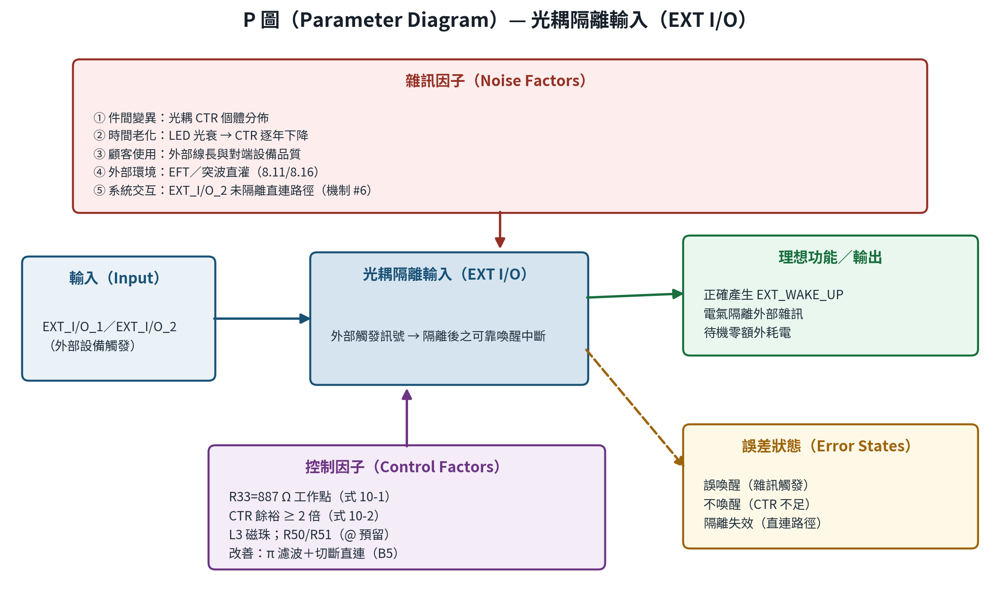 P 圖（Parameter Diagram）— 光耦隔離輸入（EXT I/O）
雜訊因子（Noise Factors）
① 件間變異：光耦 CTR 個體分佈
② 時間老化：LED 光衰 → CTR 逐年下降
③ 顧客使用：外部線長與對端設備品質
④ 外部環境：EFT／突波直灌（8.11/8.16）
⑤ 系統交互：EXT_I/O_2 未隔離直連路徑（機制 #6）
輸入（Input）
EXT_I/O_1／EXT_I/O_2
（外部設備觸發）
光耦隔離輸入（EXT I/O）
外部觸發訊號 → 隔離後之可靠喚醒中斷
理想功能／輸出
正確產生 EXT_WAKE_UP
電氣隔離外部雜訊
待機零額外耗電
控制因子（Control Factors）
R33=887 Ω 工作點（式 10-1）
CTR 餘裕 ≥ 2 倍（式 10-2）
L3 磁珠；R50/R51（@ 預留）
改善：π 濾波＋切斷直連（B5）
誤差狀態（Error States）
誤喚醒（雜訊觸發）
不喚醒（CTR 不足）
隔離失效（直連路徑）